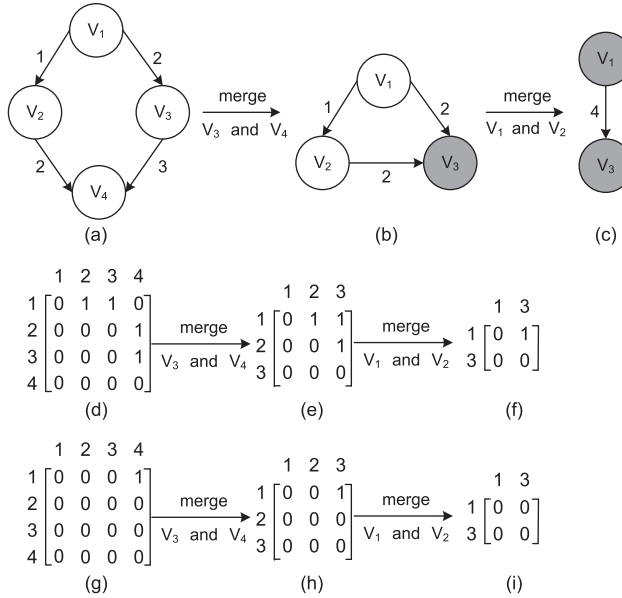 V1
1
2
V2
V3
2
3
V4
merge
V3 and V4
V1
1
2
V2
2
V3
merge
V1 and V2
V1
4
V3
(a)
(b)
(c)
1 2 3 4
1 0 1 1 0
2 0 0 0 1
3 0 0 0 1
4 0 0 0 0
merge
V3 and V4
1 2 3
1 0 1 1
2 0 0 1
3 0 0 0
merge
V1 and V2
1 3
1 0 1
3 0 0
(d)
(e)
(f)
1 2 3 4
1 0 0 0 1
2 0 0 0 0
3 0 0 0 0
4 0 0 0 0
merge
V3 and V4
1 2 3
1 0 0 1
2 0 0 0
3 0 0 0
merge
V1 and V2
1 3
1 0 0
3 0 0
(g)
(h)
(i)